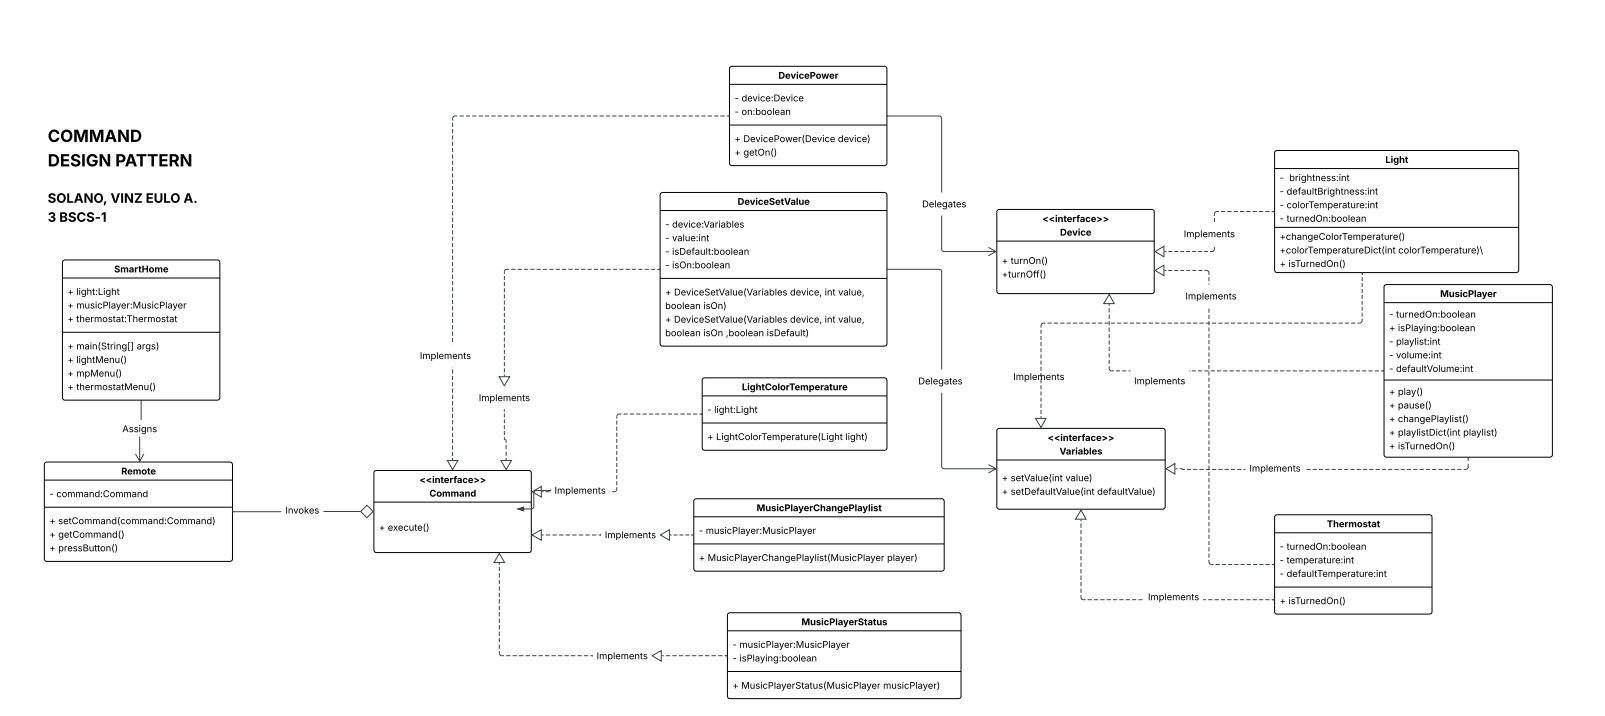 COMMAND
DESIGN PATTERN
SOLANO, VINZ EULO A.
3 BSCS-1
SmartHome
+ light:Light
+ musicPlayer:MusicPlayer
+ thermostat:Thermostat
+ main(String[] args)
+ lightMenu()
+ mpMenu()
+ thermostatMenu()
Assigns
Remote
- command:Command
+ setCommand(command:Command)
+ getCommand()
+ pressButton()
Invokes
<<interface>>
Command
+ execute()
Implements
Implements
Implements
Implements
Implements
DevicePower
- device:Device
- on:boolean
+ DevicePower(Device device)
+ getOn()
DeviceSetValue
- device:Variables
- value:int
- isDefault:boolean
- isOn:boolean
+ DeviceSetValue(Variables device, int value,
boolean isOn)
+ DeviceSetValue(Variables device, int value,
boolean isOn ,boolean isDefault)
LightColorTemperature
- light:Light
+ LightColorTemperature(Light light)
MusicPlayerChangePlaylist
- musicPlayer:MusicPlayer
+ MusicPlayerChangePlaylist(MusicPlayer player)
MusicPlayerStatus
- musicPlayer:MusicPlayer
- isPlaying:boolean
+ MusicPlayerStatus(MusicPlayer musicPlayer)
Delegates
Delegates
<<interface>>
Device
+ turnOn()
+turnOff()
<<interface>>
Variables
+ setValue(int value)
+ setDefaultValue(int defaultValue)
Implements
Implements
Implements
Implements
Implements
Implements
Light
- brightness:int
- defaultBrightness:int
- colorTemperature:int
- turnedOn:boolean
+changeColorTemperature()
+colorTemperatureDict(int colorTemperature)\
+ isTurnedOn()
MusicPlayer
- turnedOn:boolean
+ isPlaying:boolean
- playlist:int
- volume:int
- defaultVolume:int
+ play()
+ pause()
+ changePlaylist()
+ playlistDict(int playlist)
+ isTurnedOn()
Thermostat
- turnedOn:boolean
- temperature:int
- defaultTemperature:int
+ isTurnedOn()